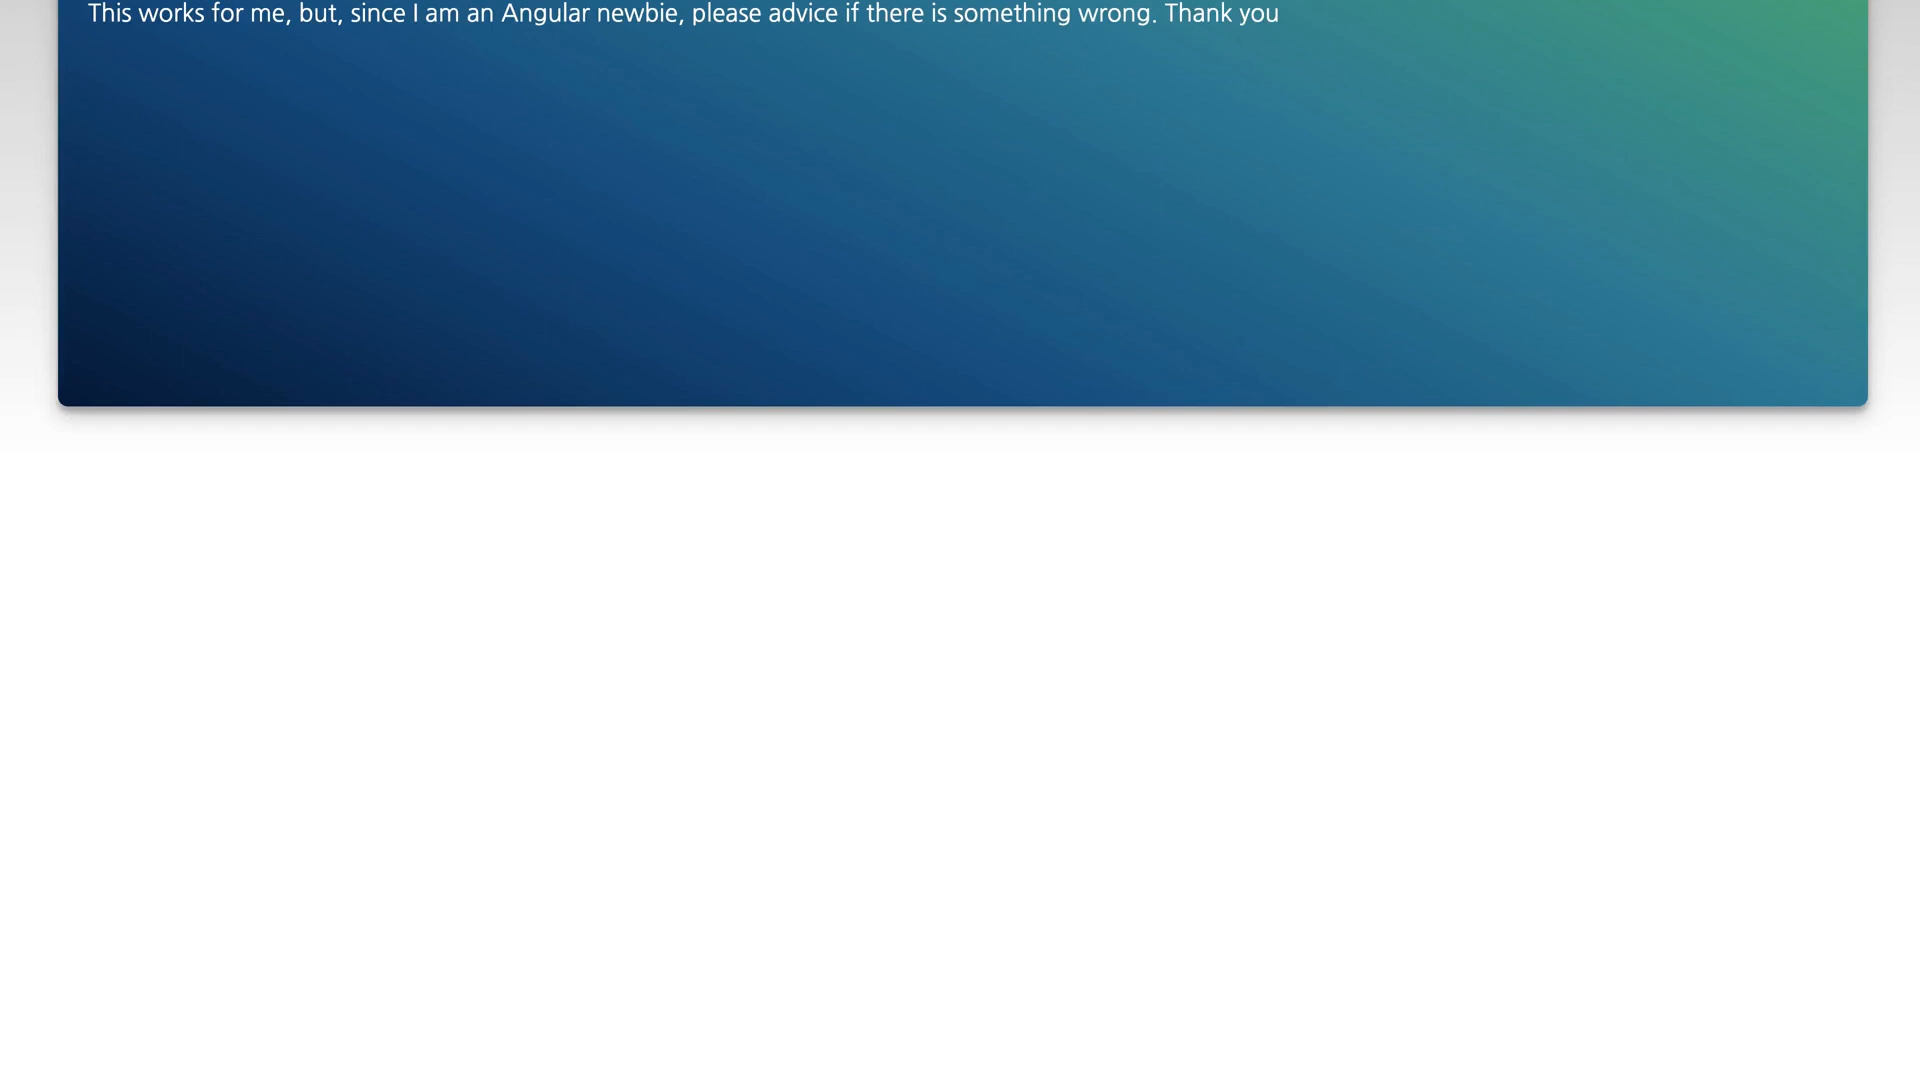 This works for me, but, since I am an Angular newbie, please advice if there is something wrong. Thank you